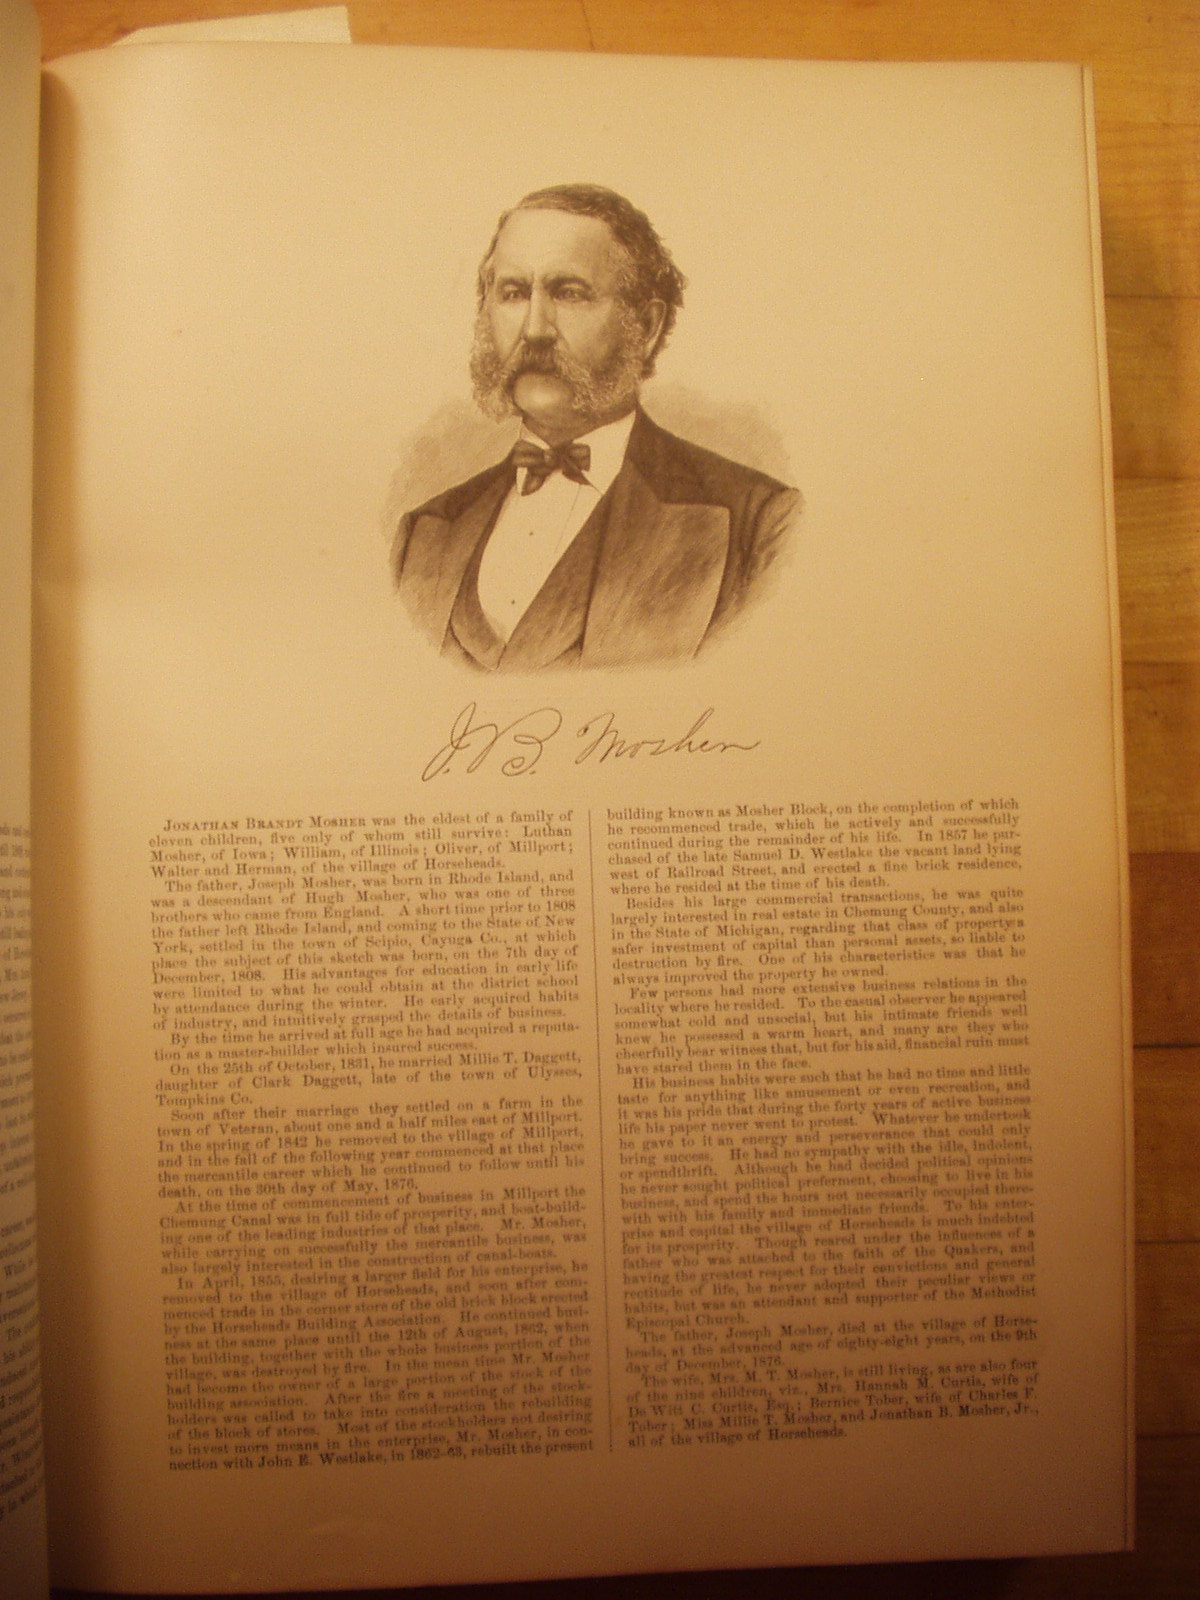 J. B. Mosher
JONATHAN BRANDT MOSHER was the eldest of a family of
eleven children, five only of whom still survive: Luthan
Mosher, of Iowa; William, of Illinois; Oliver, of Millport;
Walter and Herman, of the village of Horseheads.
The father, Joseph Mosher, was born in Rhode Island, and
was a descendant of Hugh Mosher, who was one of three
brothers who came from England. A short time prior to 1808
the father left Rhode Island, and coming to the State of New
York, settled in the town of Scipio, Cayuga Co., at which
place the subject of this sketch was born, on the 7th day of
December, 1808. His advantages for education in early life
were limited to what he could obtain at the district school
by attendance during the winter. He early acquired habits
of industry, and intuitively grasped the details of business.
By the time he arrived at full age he had acquired a reputa-
tion as a master-builder which insured success.
On the 25th of October, 1831, he married Millie T. Daggett,
daughter of Clark Daggett, late of the town of Ulysses,
Tompkins Co.
Soon after their marriage they settled on a farm in the
town of Veteran, about one and a half miles east of Millport.
In the spring of 1842 he removed to the village of Millport,
and in the fall of the following year commenced at that place
the mercantile career which he continued to follow until his
death, on the 30th day of May, 1876.
At the time of commencement of business in Millport the
Chemung Canal was in full tide of prosperity, and boat-build-
ing one of the leading industries of that place. Mr. Mosher,
while carrying on successfully the mercantile business, was
also largely interested in the construction of canal-boats.
In April, 1855, desiring a larger field for his enterprise, he
removed to the village of Horseheads, and soon after com-
menced trade in the corner store of the old brick block erected
by the Horseheads Building Association. He continued busi-
ness at the same place until the 12th of August, 1862, when
the building, together with the whole business portion of the
village, was destroyed by fire. In the mean time Mr. Mosher
had become the owner of a large portion of the stock of the
building association. After the fire a meeting of the stock-
holders was called to take into consideration the rebuilding
of the block of stores. Most of the stockholders not desiring
to invest more means in the enterprise, Mr. Mosher, in con-
nection with John E. Westlake, in 1862-63, rebuilt the present
building known as Mosher Block, on the completion of which
he recommenced trade, which he actively and successfully
continued during the remainder of his life. In 1857 he pur-
chased of the late Samuel D. Westlake the vacant land lying
west of Railroad Street, and erected a fine brick residence,
where he resided at the time of his death.
Besides his large commercial transactions, he was quite
largely interested in real estate in Chemung County, and also
in the State of Michigan, regarding that class of property a
safer investment of capital than personal assets, so liable to
destruction by fire. One of his characteristics was that he
always improved the property he owned.
Few persons had more extensive business relations in the
locality where he resided. To the casual observer he appeared
somewhat cold and unsocial, but his intimate friends well
knew he possessed a warm heart, and many are they who
cheerfully bear witness that, but for his aid, financial ruin must
have stared them in the face.
His business habits were such that he had no time and little
taste for anything like amusement or even recreation, and
it was his pride that during the forty years of active business
life his paper never went to protest. Whatever he undertook
he gave to it an energy and perseverance that could only
bring success. He had no sympathy with the idle, indolent,
or spendthrift. Although he had decided political opinions
he never sought political preferment, choosing to live in his
business, and spend the hours not necessarily occupied there-
with with his family and immediate friends. To his enter-
prise and capital the village of Horseheads is much indebted
for its prosperity. Though reared under the influences of a
father who was attached to the faith of the Quakers, and
having the greatest respect for their convictions and general
rectitude of life, he never adopted their peculiar views or
habits, but was an attendant and supporter of the Methodist
Episcopal Church.
The father, Joseph Mosher, died at the village of Horse-
heads, at the advanced age of eighty-eight years, on the 9th
day of December, 1876.
The wife, Mrs. M. T. Mosher, is still living, as are also four
of the nine children, viz., Mrs. Hannah M. Curtis, wife of
De Witt C. Curtis, Esq.; Bernice Tober, wife of Charles F.
Tober; Miss Millie T. Mosher, and Jonathan B. Mosher, Jr.,
all of the village of Horseheads.